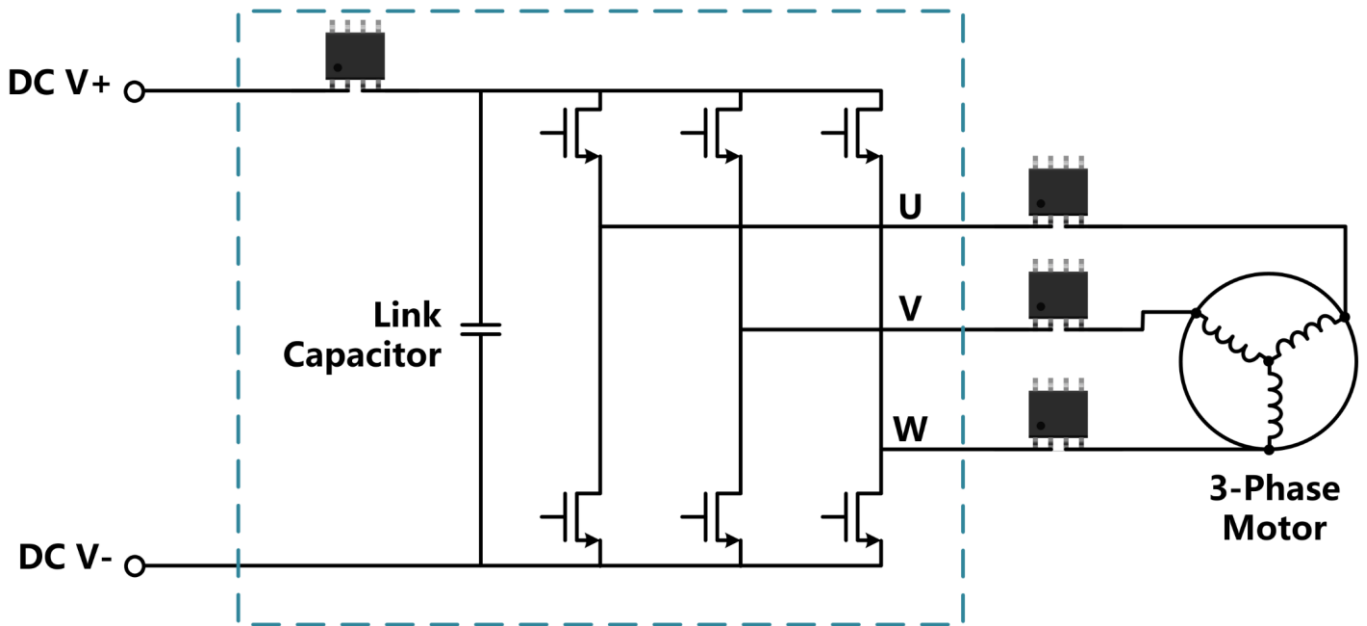 DC V+
U
V
Link
Capacitor
W
3-Phase
Motor
DC V-